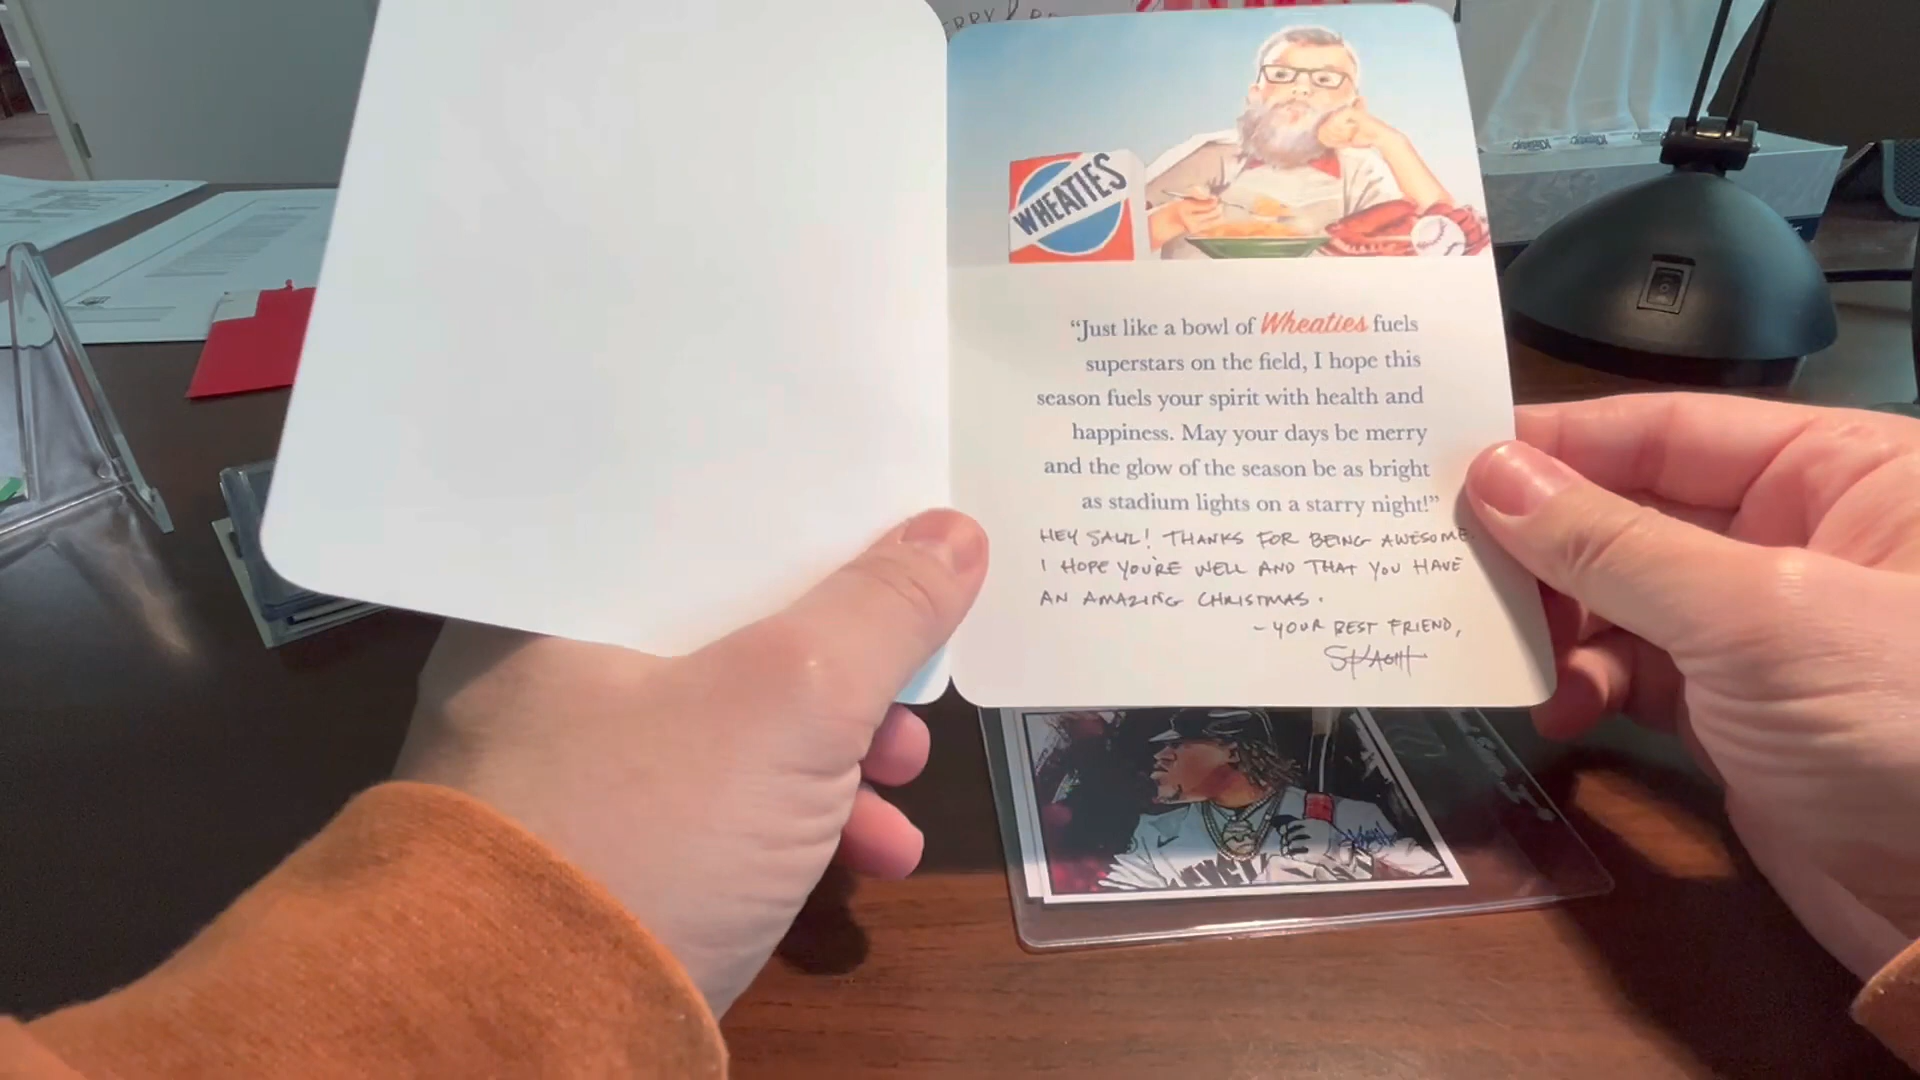 WHEATIES
“Just like a bowl of Wheaties fuels
superstars on the field, I hope this
season fuels your spirit with health and
happiness. May your days be merry
and the glow of the season be as bright
as stadium lights on a starry night!”
HEY SAUL! THANKS FOR BEING AWESOME.
I HOPE YOU'RE WELL AND THAT YOU HAVE
AN AMAZING CHRISTMAS.
- YOUR BEST FRIEND,